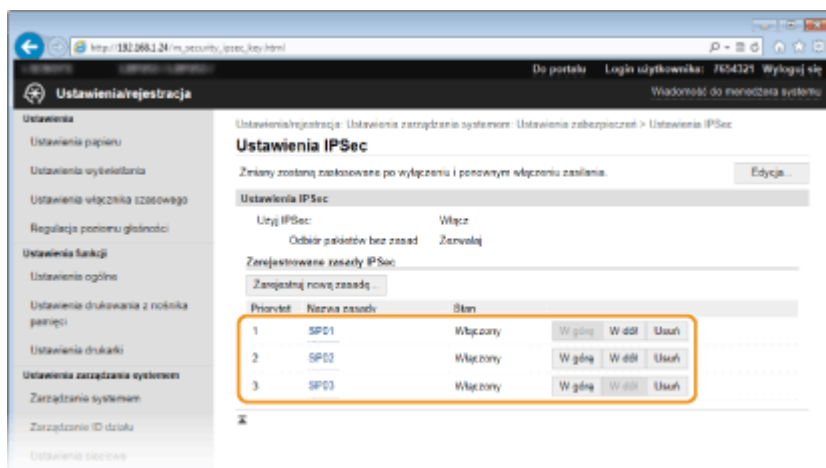 http://192.168.1.24/m_security_ipsec_key.html
Do portalu Login użytkownika: 7654321 Wyloguj się
Ustawienia/rejestracja Wiadomość do menedżera systemu
Ustawienia
Ustawienia papieru
Ustawienia wyświetlania
Ustawienia włącznika czasowego
Regulacja poziomu głośności
Ustawienia funkcji
Ustawienia ogólne
Ustawienia drukowania z nośnika
pamięci
Ustawienia drukarki
Ustawienia zarządzania systemem
Zarządzanie systemem
Zarządzanie ID działu
Ustawienia sieciowe
Ustawienia/rejestracja: Ustawienia zarządzania systemem: Ustawienia zabezpieczeń > Ustawienia IPSec
Ustawienia IPSec
Zmiany zostaną zastosowane po wyłączeniu i ponownym włączeniu zasilania. Edycja...
Ustawienia IPSec
Użyj IPSec: Włącz
Odbiór pakietów bez zasad Zezwalaj
Zarejestrowane zasady IPSec
Zarejestruj nową zasadę...
Priorytet Nazwa zasady Stan
1 SP01 Włączony W górę W dół Usuń
2 SP02 Włączony W górę W dół Usuń
3 SP03 Włączony W górę W dół Usuń